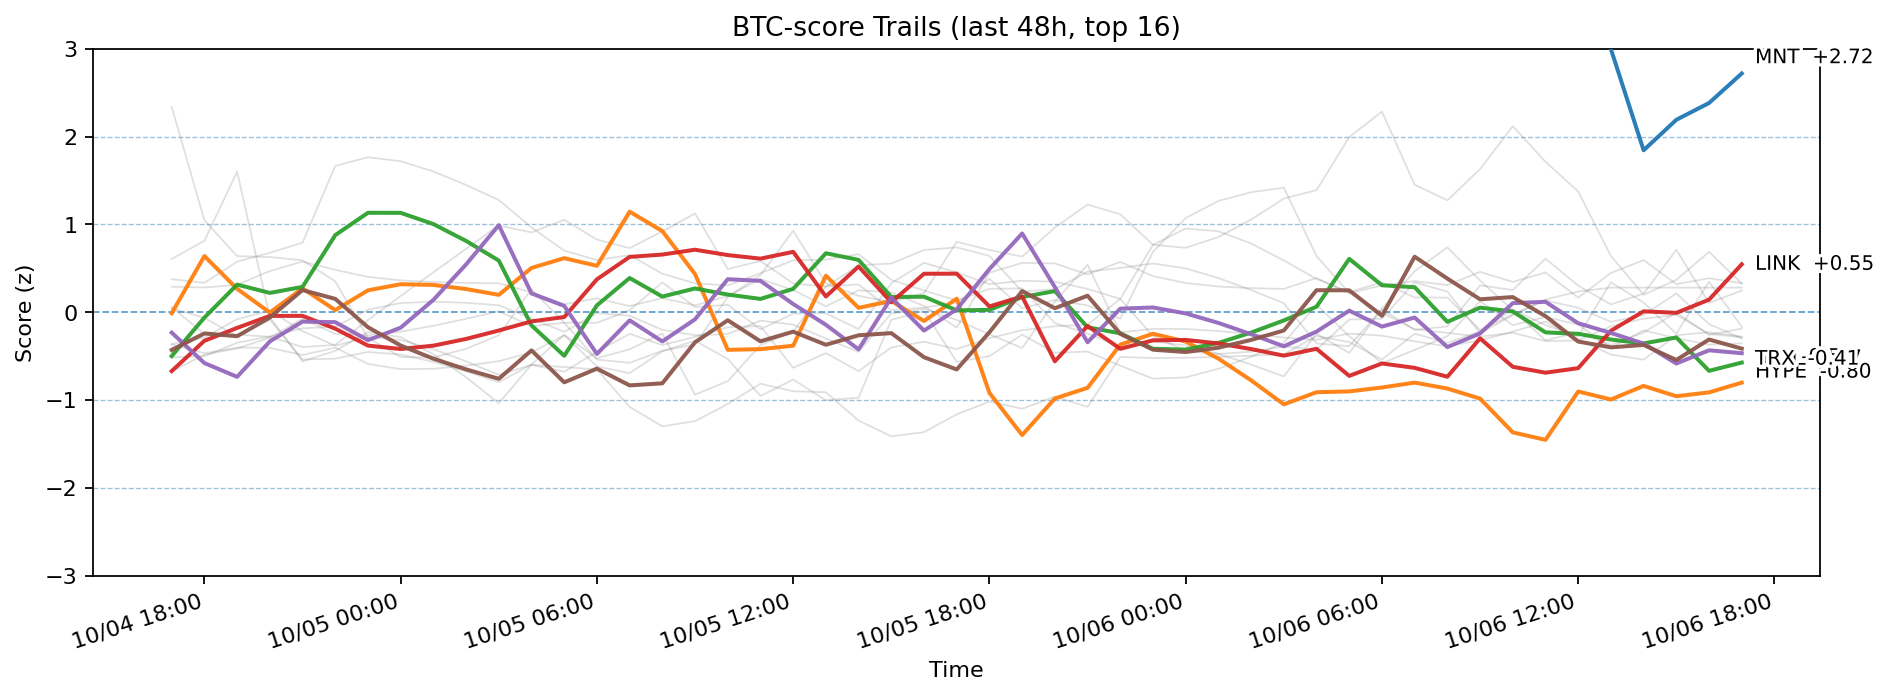 BTC-score Trails (last 48h, top 16)
Score (z)
3
2
1
0
−1
−2
−3
MNT +2.72
LINK +0.55
TRX -0.41
HYPE -0.80
10/04 18:00
10/05 00:00
10/05 06:00
10/05 12:00
10/05 18:00
10/06 00:00
10/06 06:00
10/06 12:00
10/06 18:00
Time